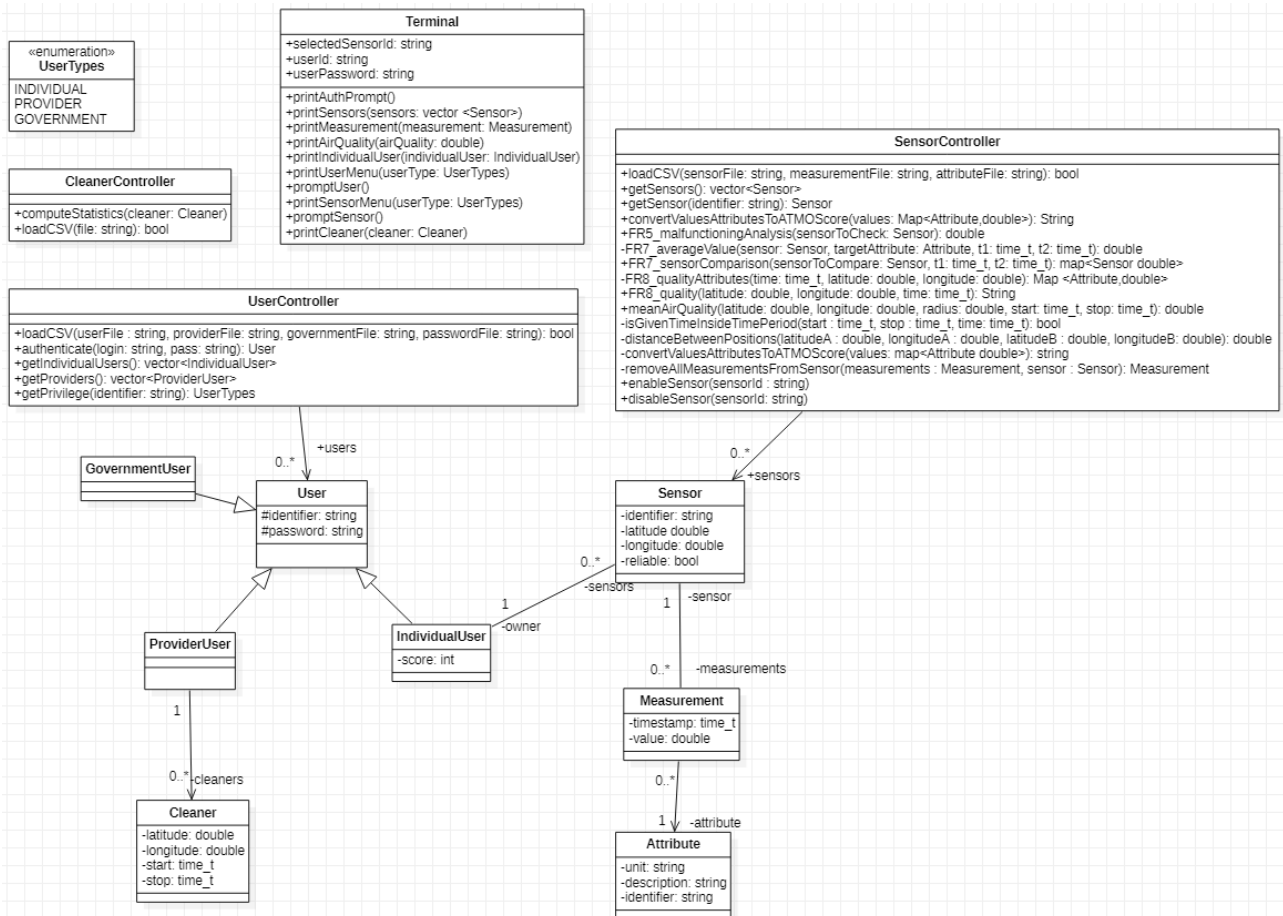 «enumeration»
UserTypes
INDIVIDUAL
PROVIDER
GOVERNMENT
Terminal
+selectedSensorId: string
+userId: string
+userPassword: string
+printAuthPrompt()
+printSensors(sensors: vector <Sensor>)
+printMeasurement(measurement: Measurement)
+printAirQuality(airQuality: double)
+printIndividualUser(individualUser: IndividualUser)
+printUserMenu(userType: UserTypes)
+promptUser()
+printSensorMenu(userType: UserTypes)
+promptSensor()
+printCleaner(cleaner: Cleaner)
CleanerController
+computeStatistics(cleaner: Cleaner)
+loadCSV(file: string): bool
SensorController
+loadCSV(sensorFile: string, measurementFile: string, attributeFile: string): bool
+getSensors(): vector<Sensor>
+getSensor(identifier: string): Sensor
+convertValuesAttributesToATMOScore(values: Map<Attribute,double>): String
+FR5_malfunctioningAnalysis(sensorToCheck: Sensor): double
-FR7_averageValue(sensor: Sensor, targetAttribute: Attribute, t1: time_t, t2: time_t): double
+FR7_sensorComparison(sensorToCompare: Sensor, t1: time_t, t2: time_t): map<Sensor double>
-FR8_qualityAttributes(time: time_t, latitude: double, longitude: double): Map <Attribute,double>
+FR8_quality(latitude: double, longitude: double, time: time_t): String
+meanAirQuality(latitude: double, longitude: double, radius: double, start: time_t, stop: time_t): double
-isGivenTimeInsideTimePeriod(start : time_t, stop : time_t, time: time_t): bool
-distanceBetweenPositions(latitudeA : double, longitudeA : double, latitudeB : double, longitudeB: double): double
-convertValuesAttributesToATMOScore(values: map<Attribute double>): string
-removeAllMeasurementsFromSensor(measurements : Measurement, sensor : Sensor): Measurement
+enableSensor(sensorId : string)
+disableSensor(sensorId: string)
UserController
+loadCSV(userFile : string, providerFile: string, governmentFile: string, passwordFile: string): bool
+authenticate(login: string, pass: string): User
+getIndividualUsers(): vector<IndividualUser>
+getProviders(): vector<ProviderUser>
+getPrivilege(identifier: string): UserTypes
+users
0..*
0..*
+sensors
GovernmentUser
User
#identifier: string
#password: string
Sensor
-identifier: string
-latitude double
-longitude: double
-reliable: bool
0..*
-sensors
1
-owner
1
-sensor
ProviderUser
IndividualUser
-score: int
0..*
-measurements
Measurement
-timestamp: time_t
-value: double
1
0..*
-cleaners
0..*
1
-attribute
Cleaner
-latitude: double
-longitude: double
-start: time_t
-stop: time_t
Attribute
-unit: string
-description: string
-identifier: string